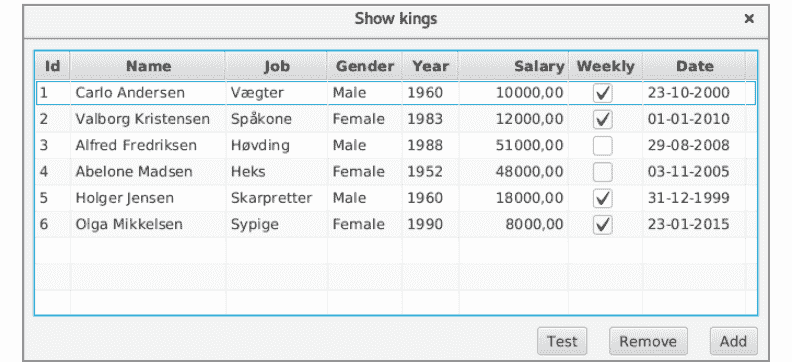 Show kings ×
Id Name Job Gender Year Salary Weekly Date
1 Carlo Andersen Vægter Male 1960 10000,00 23-10-2000
2 Valborg Kristensen Spåkone Female 1983 12000,00 01-01-2010
3 Alfred Fredriksen Høvding Male 1988 51000,00 29-08-2008
4 Abelone Madsen Heks Female 1952 48000,00 03-11-2005
5 Holger Jensen Skarpretter Male 1960 18000,00 31-12-1999
6 Olga Mikkelsen Sypige Female 1990 8000,00 23-01-2015
Test Remove Add